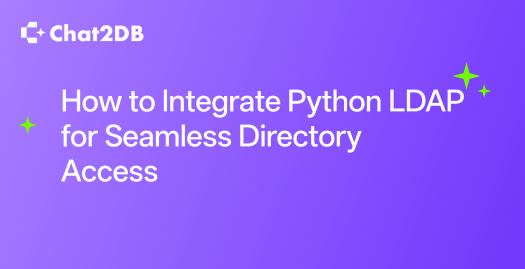 Chat2DB
How to Integrate Python LDAP
for Seamless Directory
Access